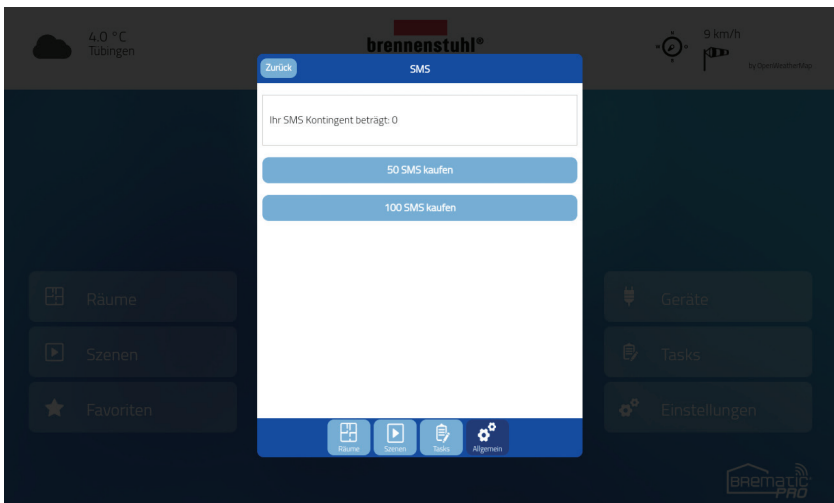 4.0 °C
Tübingen
brennenstuhl®
9 km/h
by OpenWeatherMap
Zurück
SMS
Ihr SMS Kontingent beträgt: 0
50 SMS kaufen
100 SMS kaufen
Räume
Szenen
Favoriten
Geräte
Tasks
Einstellungen
Räume
Szenen
Tasks
Allgemein
Brematic
PRO